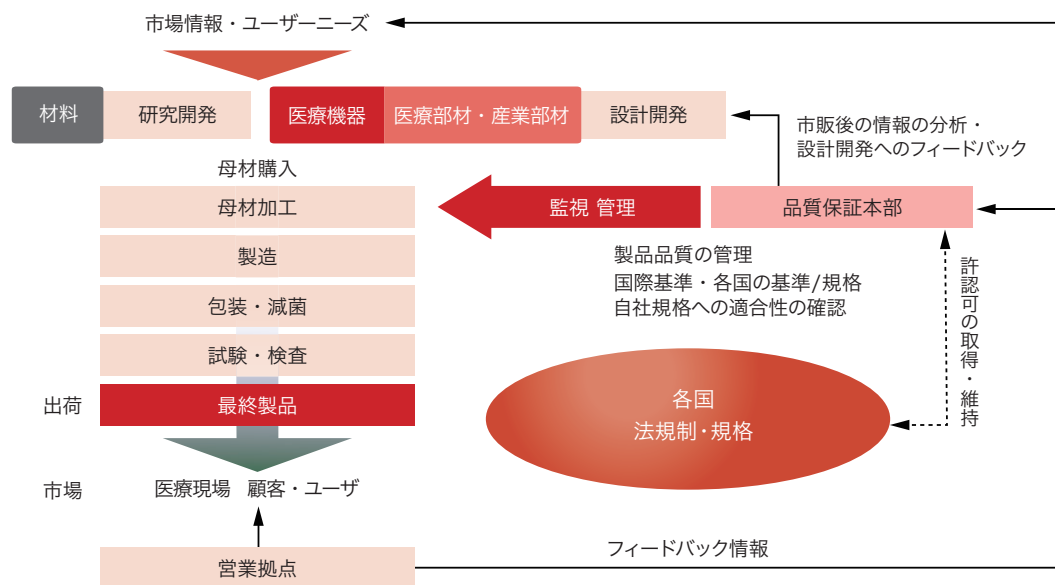 市場情報・ユーザーニーズ
材料
研究開発
医療機器
医療部材・産業部材
設計開発
市販後の情報の分析・
設計開発へのフィードバック
母材購入
母材加工
監視 管理
品質保証本部
製造
製品品質の管理
国際基準・各国の基準/規格
自社規格への適合性の確認
許認可の取得・維持
包装・減菌
試験・検査
出荷
最終製品
各国
法規制・規格
市場
医療現場 顧客・ユーザ
フィードバック情報
営業拠点